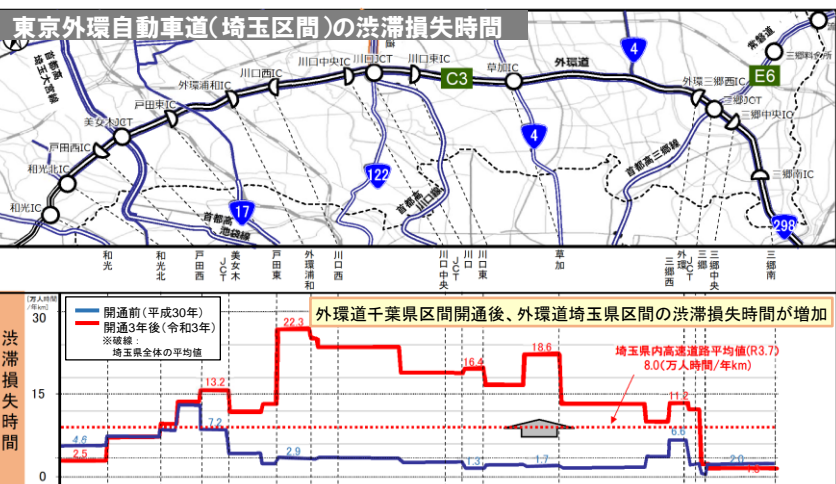 東京外環自動車道（埼玉区間）の渋滞損失時間
首都高
埼玉大宮線
外環浦和IC
川口西IC
川口中央IC
川口JCT
川口東IC
C3
草加IC
外環道
4
常磐道
E6
外環三郷西IC
三郷JCT
三郷中央IC
三郷南IC
戸田東IC
美女木JCT
戸田西IC
和光北IC
和光IC
首都高
池袋線
17
122
首都高
川口線
4
首都高三郷線
298
和光
和光北
戸田西
美女木
JCT
戸田東
外環浦和
川口西
川口中央
川口
JCT
川口東
草加
外環
三郷西
三郷
JCT
三郷中央
三郷南
渋滞損失時間
（万人時間
/年km）
30
15
0
開通前（平成30年）
開通3年後（令和3年）
※破線：
埼玉県全体の平均値
外環道千葉県区間開通後、外環道埼玉県区間の渋滞損失時間が増加
埼玉県内高速道路平均値(R3.7)
8.0(万人時間/年km)
22.3
13.2
16.4
18.6
11.2
4.6
2.5
7.2
2.9
1.3
1.7
6.6
2.0